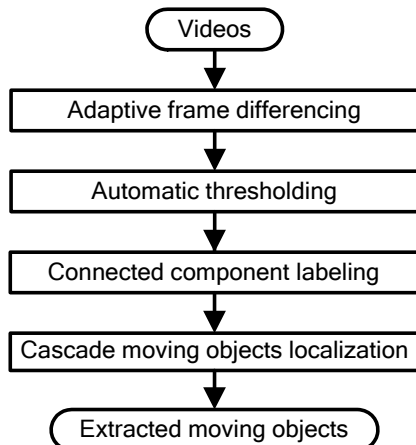 Videos
Adaptive frame differencing
Automatic thresholding
Connected component labeling
Cascade moving objects localization
Extracted moving objects